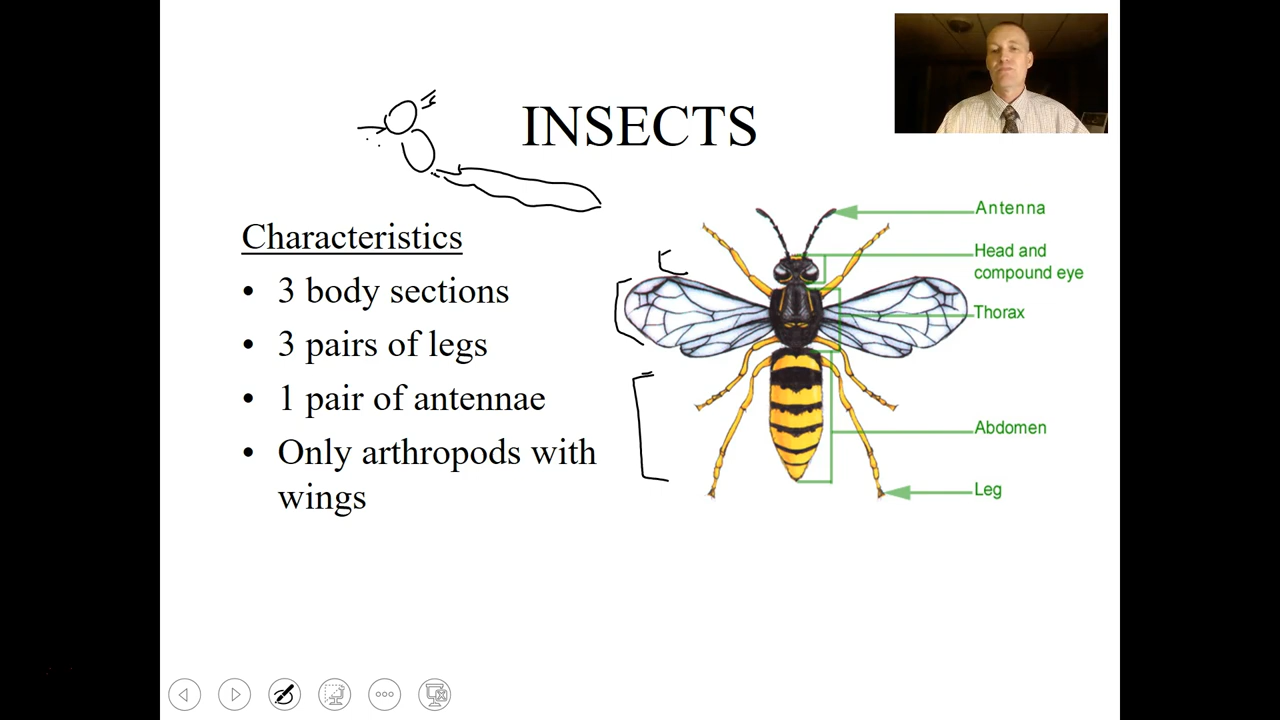 INSECTS
Characteristics
• 3 body sections
• 3 pairs of legs
• 1 pair of antennae
• Only arthropods with
wings
Antenna
Head and
compound eye
Thorax
Abdomen
Leg